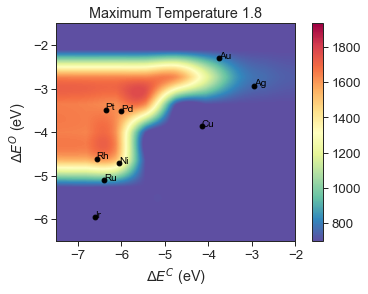 Maximum Temperature 1.8
−2
−3
−4
−5
−6
ΔE^O (eV)
Au
Ag
Pt
Pd
Cu
Rh
Ni
Ru
Ir
1800
1600
1400
1200
1000
800
−7 −6 −5 −4 −3 −2
ΔE^C (eV)